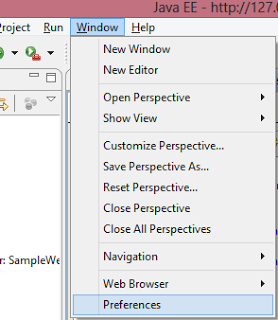 Java EE - http://127.0
Project Run Window Help
New Window
New Editor
Open Perspective
Show View
Customize Perspective...
Save Perspective As...
Reset Perspective...
Close Perspective
Close All Perspectives
Navigation
r: SampleWe
Web Browser
Preferences